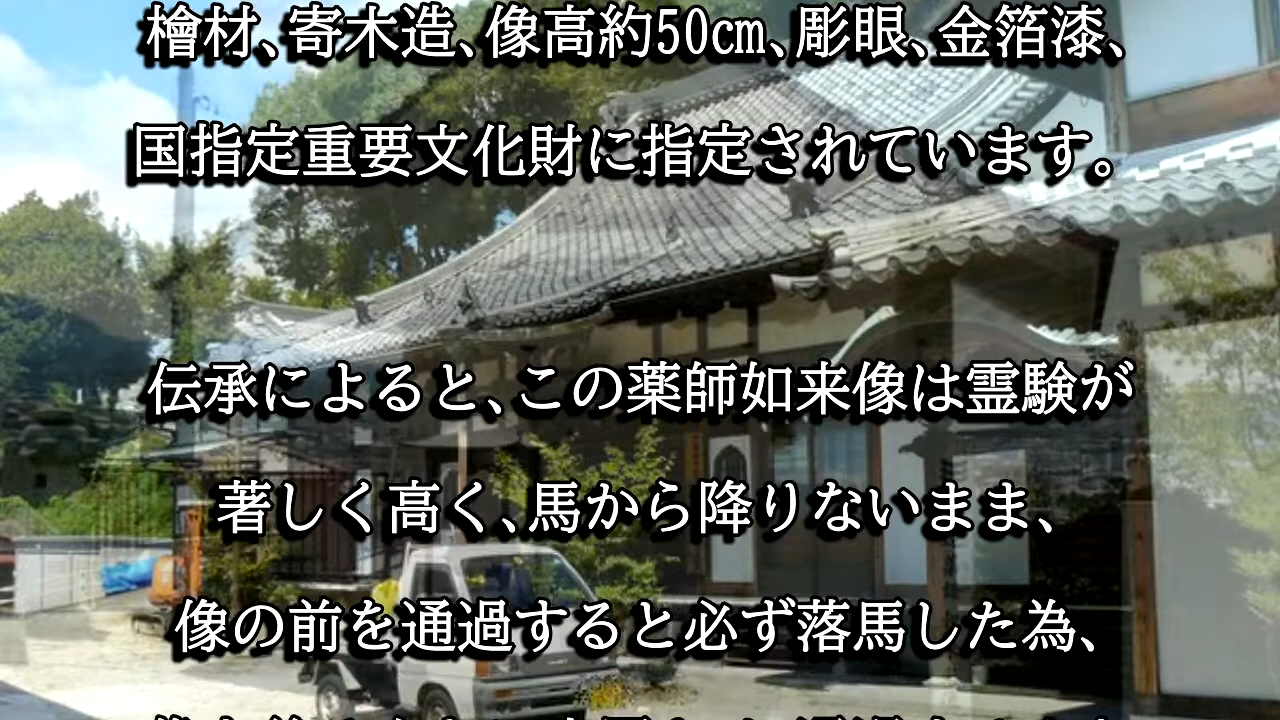 檜材、寄木造、像高約50㎝、彫眼、金箔漆、
国指定重要文化財に指定されています。
伝承によると、この薬師如来像は霊験が
著しく高く、馬から降りないまま、
像の前を通過すると必ず落馬した為、